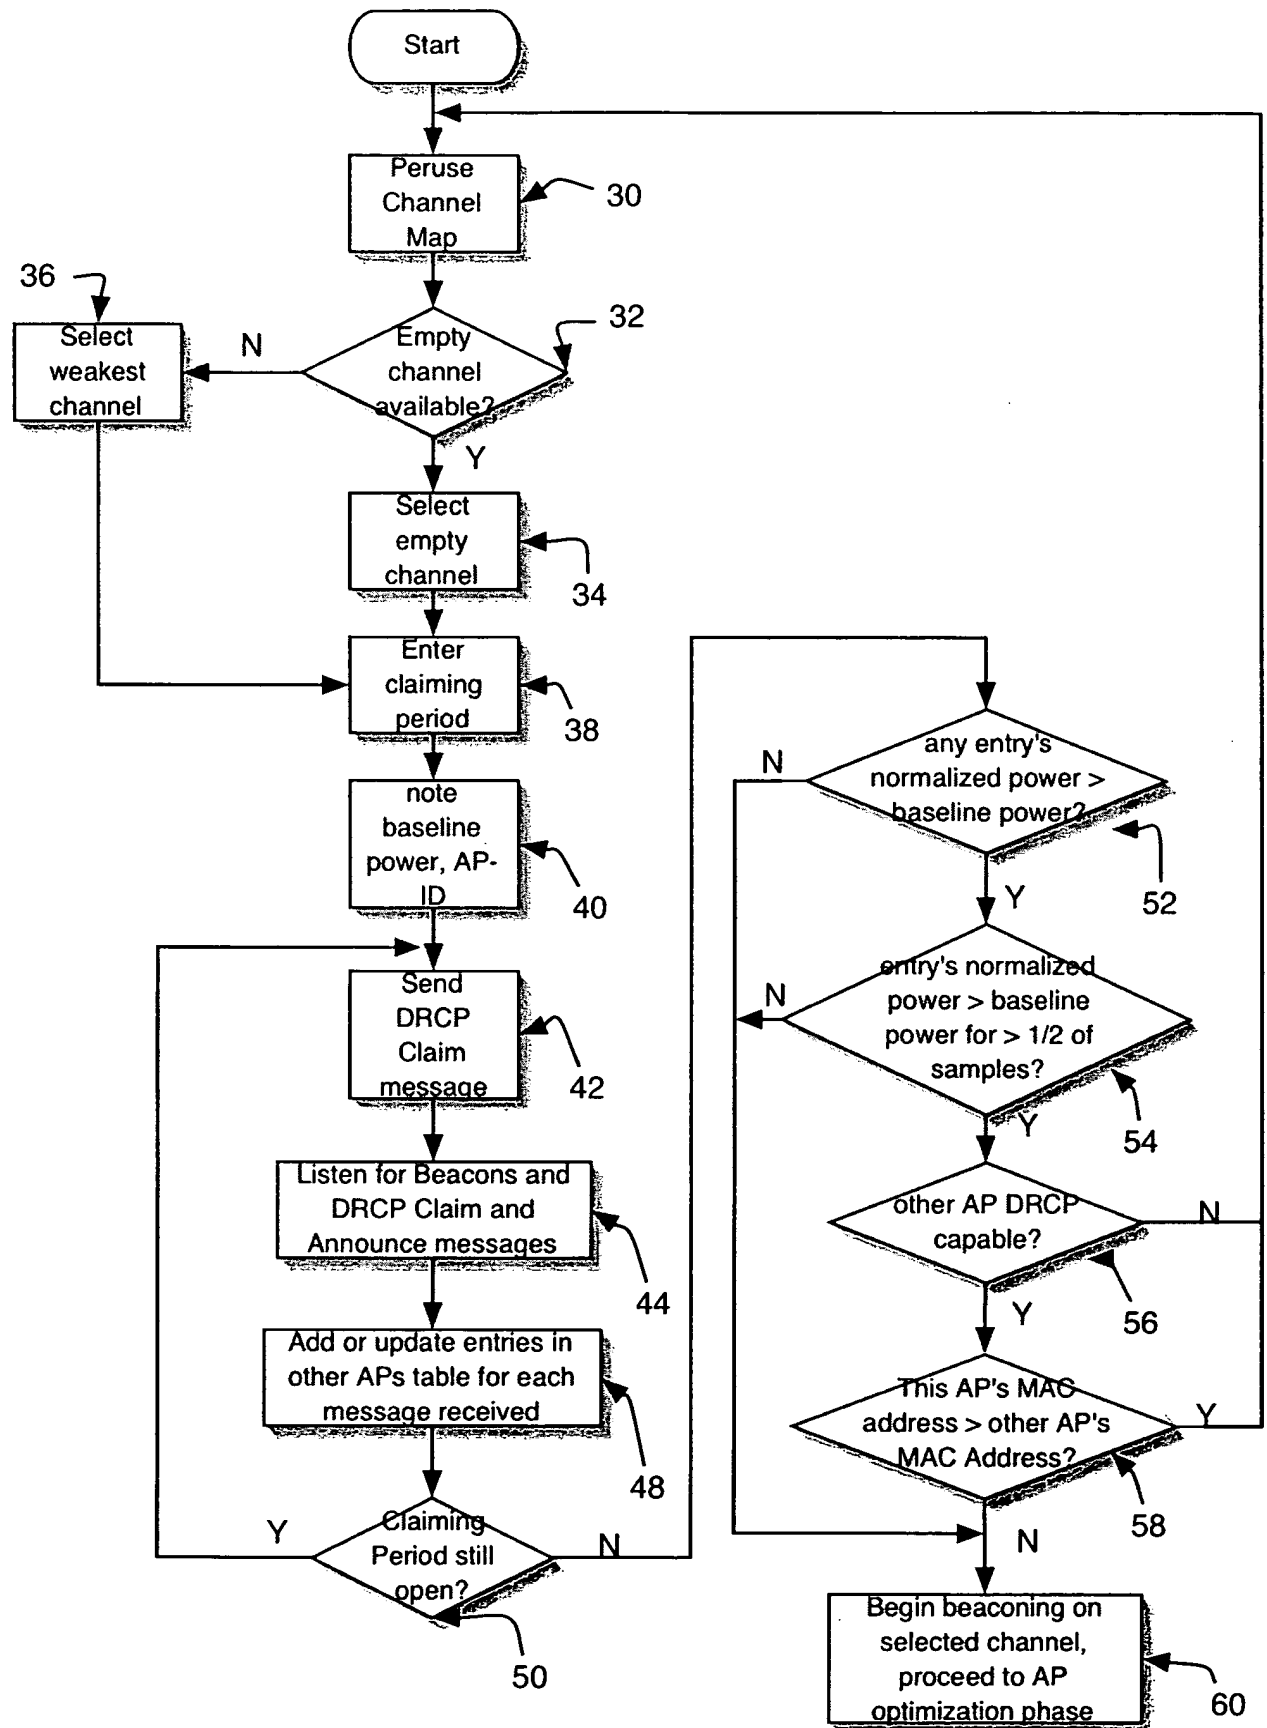 Start
Peruse
Channel
Map
30
36
32
Select
weakest
channel
N
Empty
channel
available?
Y
Select
empty
channel
34
Enter
claiming
period
38
note
baseline
power, AP-
ID
40
Send
DRCP
Claim
message
42
Listen for Beacons and
DRCP Claim and
Announce messages
44
Add or update entries in
other APs table for each
message received
48
Y
Claiming
Period still
open?
N
50
N
any entry's
normalized power >
baseline power?
52
Y
N
entry's normalized
power > baseline
power for > 1/2 of
samples?
54
Y
other AP DRCP
capable?
N
56
Y
This AP's MAC
address > other AP's
MAC Address?
Y
58
N
Begin beaconing on
selected channel,
proceed to AP
optimization phase
60